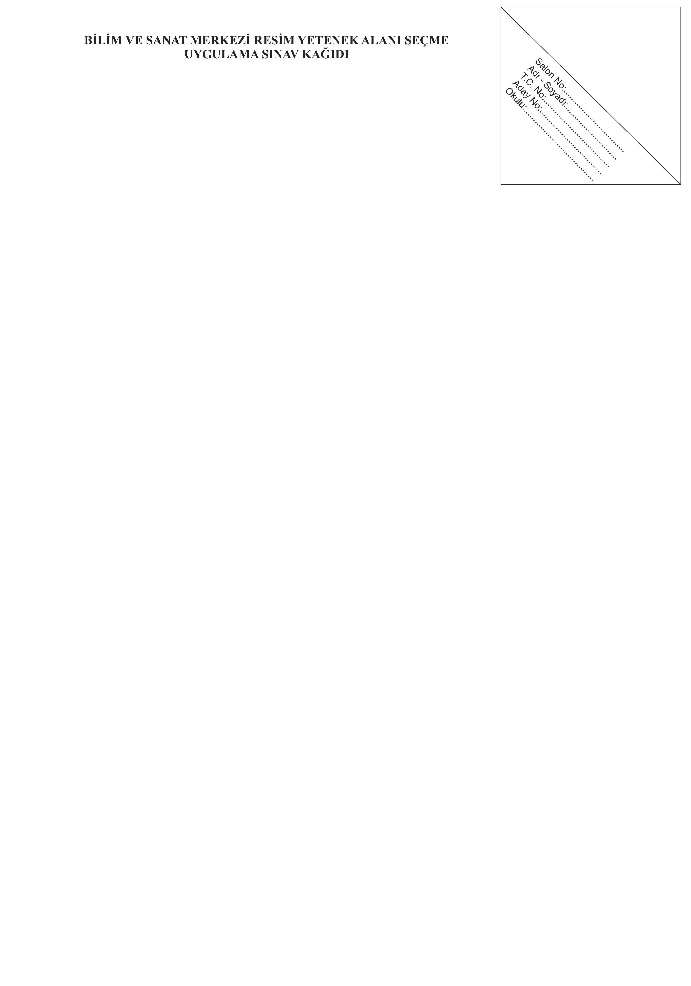 BİLİM VE SANAT MERKEZİ RESİM YETENEK ALANI SEÇME
UYGULAMA SINAV KAĞIDI
Salon No:................................
Adı - Soyadı:................................
T.C. No:................................
Aday No:................................
Okulu:................................